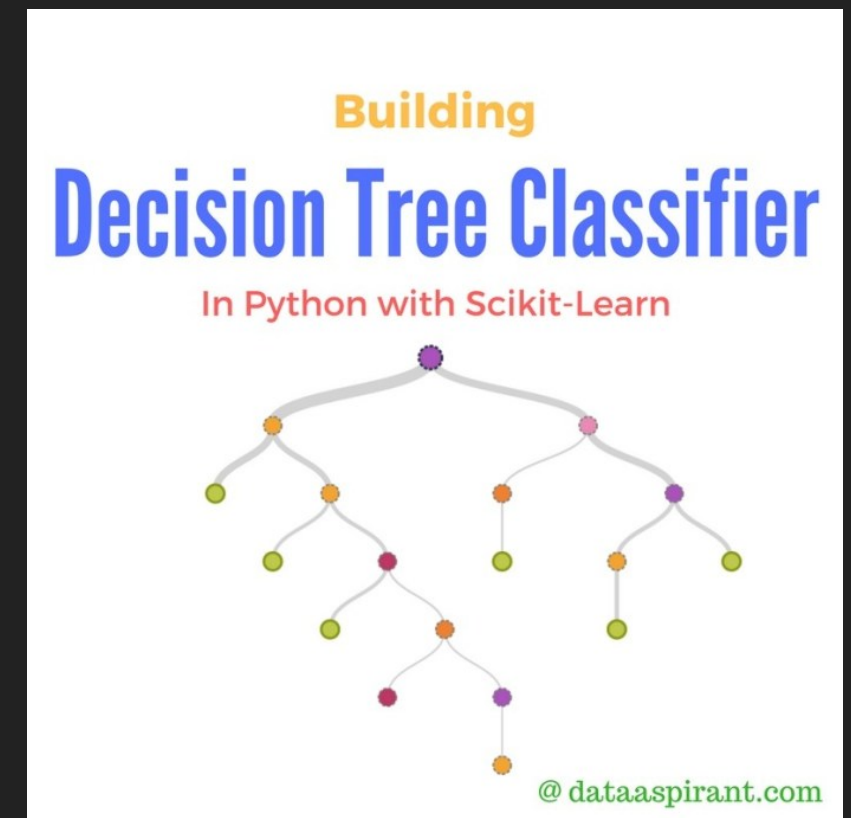 Building
Decision Tree Classifier
In Python with Scikit-Learn
@ dataaspirant.com